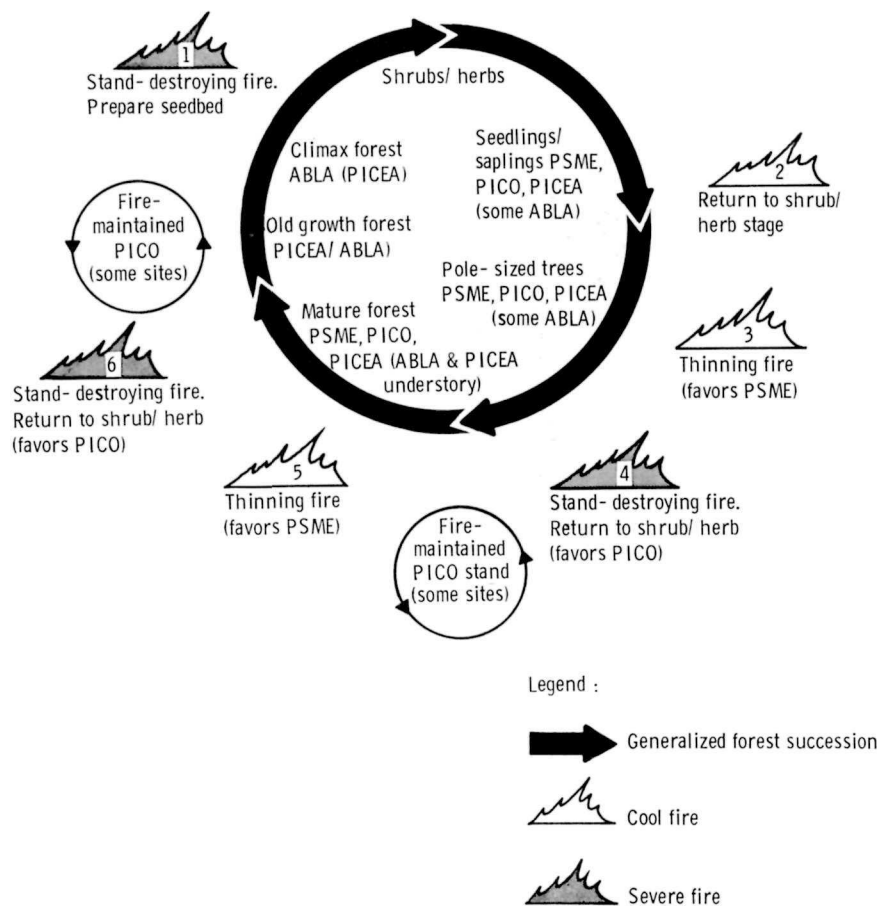 1
Stand- destroying fire.
Prepare seedbed
Shrubs/ herbs
Seedlings/
saplings PSME,
PICO, PICEA
(some ABLA)
2
Return to shrub/
herb stage
Climax forest
ABLA (PICEA)
Fire-
maintained
PICO
(some sites)
Old growth forest
PICEA/ ABLA)
Pole- sized trees
PSME, PICO, PICEA
(some ABLA)
3
Thinning fire
(favors PSME)
Mature forest
PSME, PICO,
PICEA (ABLA & PICEA
understory)
6
Stand- destroying fire.
Return to shrub/ herb
(favors PICO)
5
Thinning fire
(favors PSME)
4
Stand- destroying fire.
Return to shrub/ herb
(favors PICO)
Fire-
maintained
PICO stand
(some sites)
Legend :
Generalized forest succession
Cool fire
Severe fire